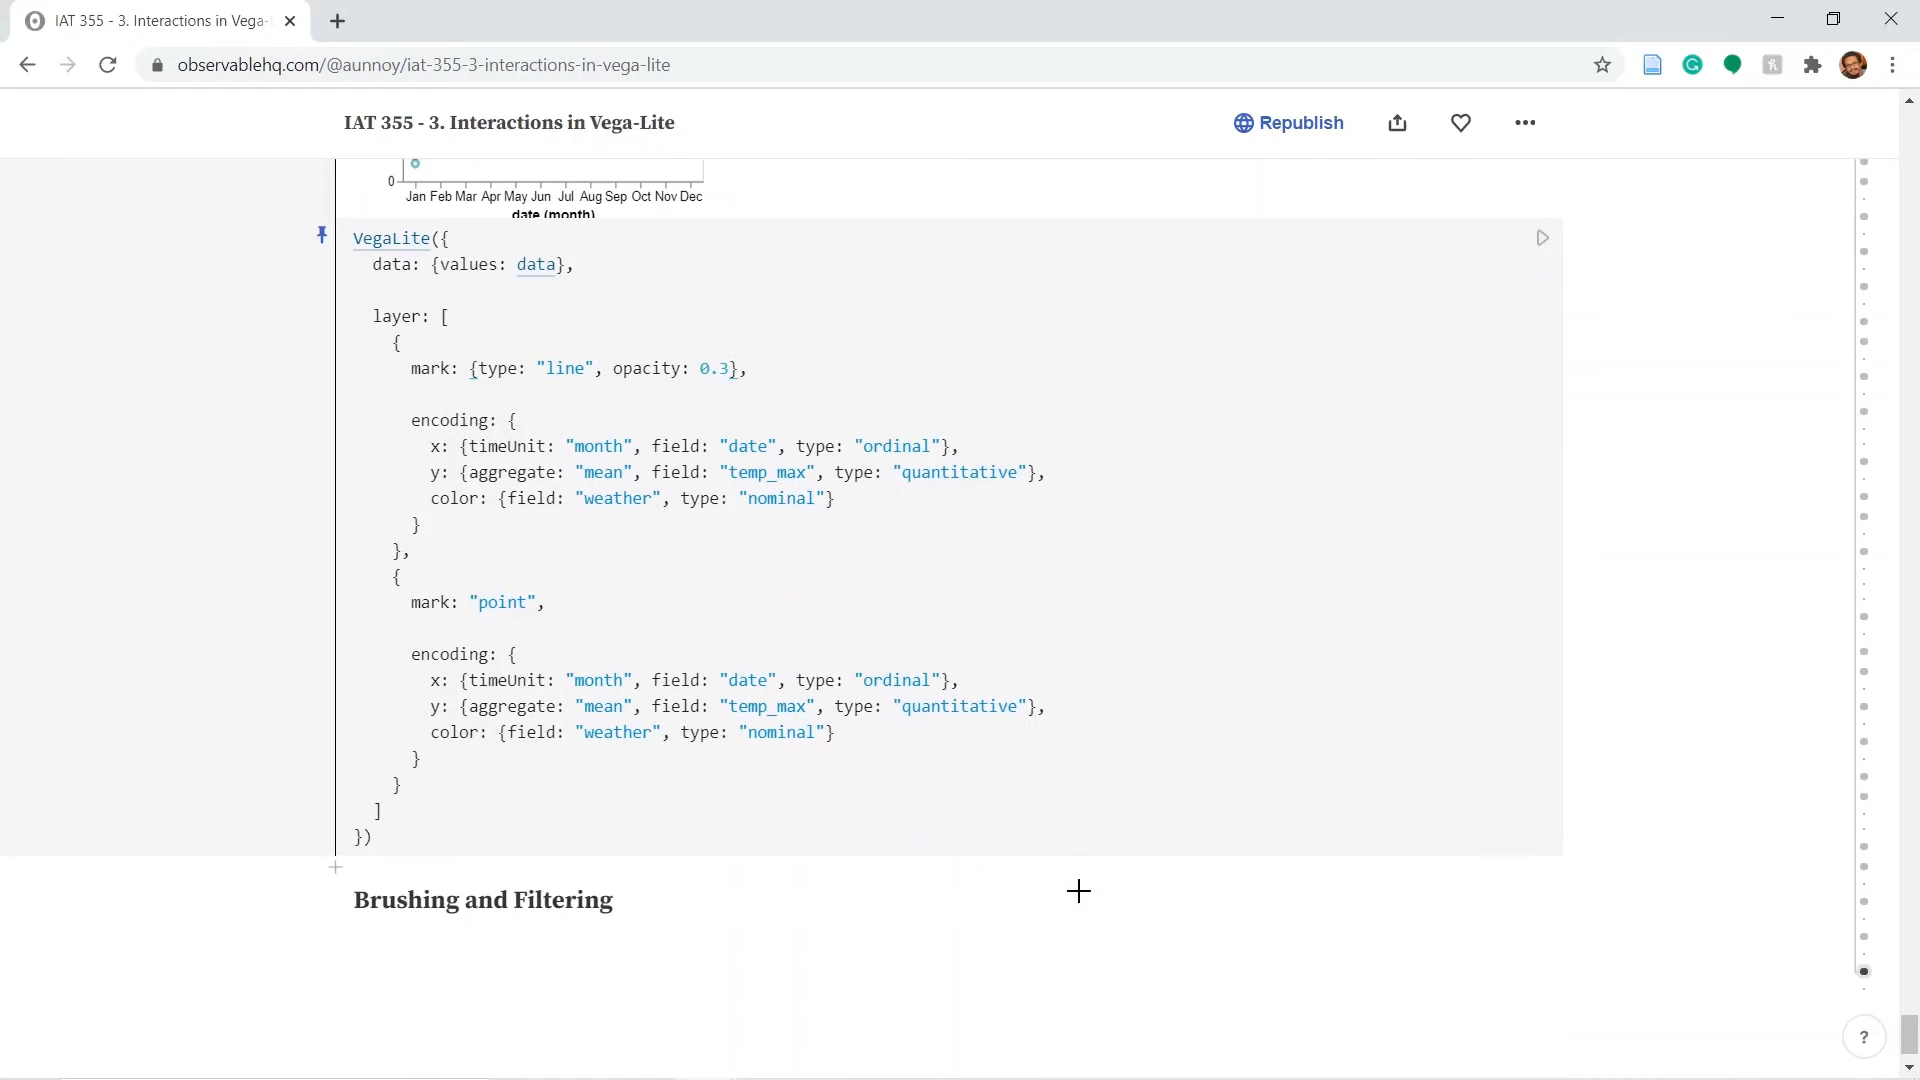 IAT 355 - 3. Interactions in Vega-
observablehq.com/@aunnoy/iat-355-3-interactions-in-vega-lite
IAT 355 - 3. Interactions in Vega-Lite
Republish
0
Jan Feb Mar Apr May Jun Jul Aug Sep Oct Nov Dec
date (month)
VegaLite({
data: {values: data},
layer: [
{
mark: {type: "line", opacity: 0.3},
encoding: {
x: {timeUnit: "month", field: "date", type: "ordinal"},
y: {aggregate: "mean", field: "temp_max", type: "quantitative"},
color: {field: "weather", type: "nominal"}
}
},
{
mark: "point",
encoding: {
x: {timeUnit: "month", field: "date", type: "ordinal"},
y: {aggregate: "mean", field: "temp_max", type: "quantitative"},
color: {field: "weather", type: "nominal"}
}
}
]
})
Brushing and Filtering
?